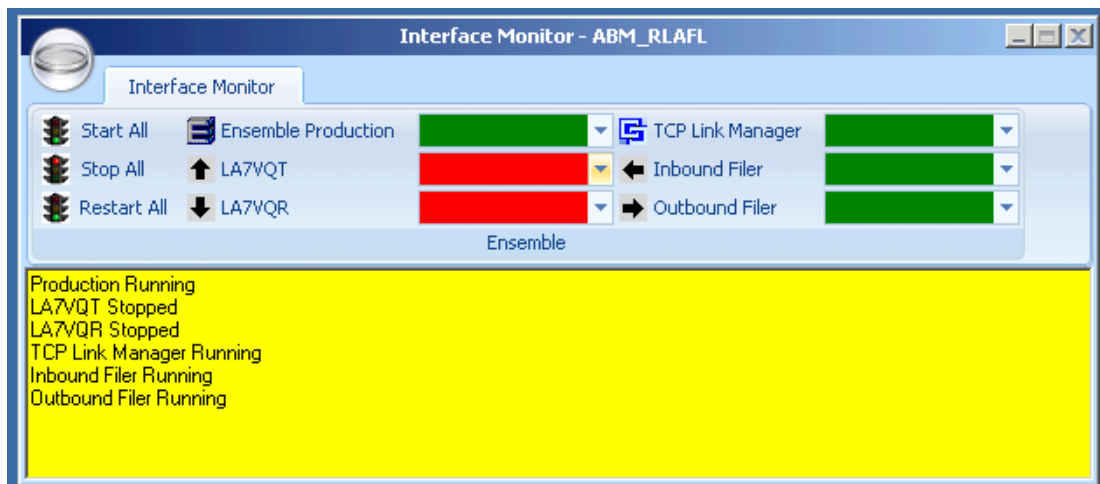 Interface Monitor - ABM_RLAFL
Interface Monitor
Start All Ensemble Production TCP Link Manager
Stop All LA7VQT Inbound Filer
Restart All LA7VQR Outbound Filer
Ensemble
Production Running
LA7VQT Stopped
LA7VQR Stopped
TCP Link Manager Running
Inbound Filer Running
Outbound Filer Running